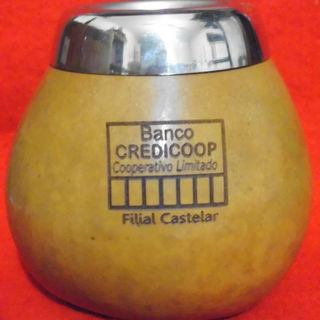 Banco
CREDICOOP
Cooperativo Limitado
Filial Castelar